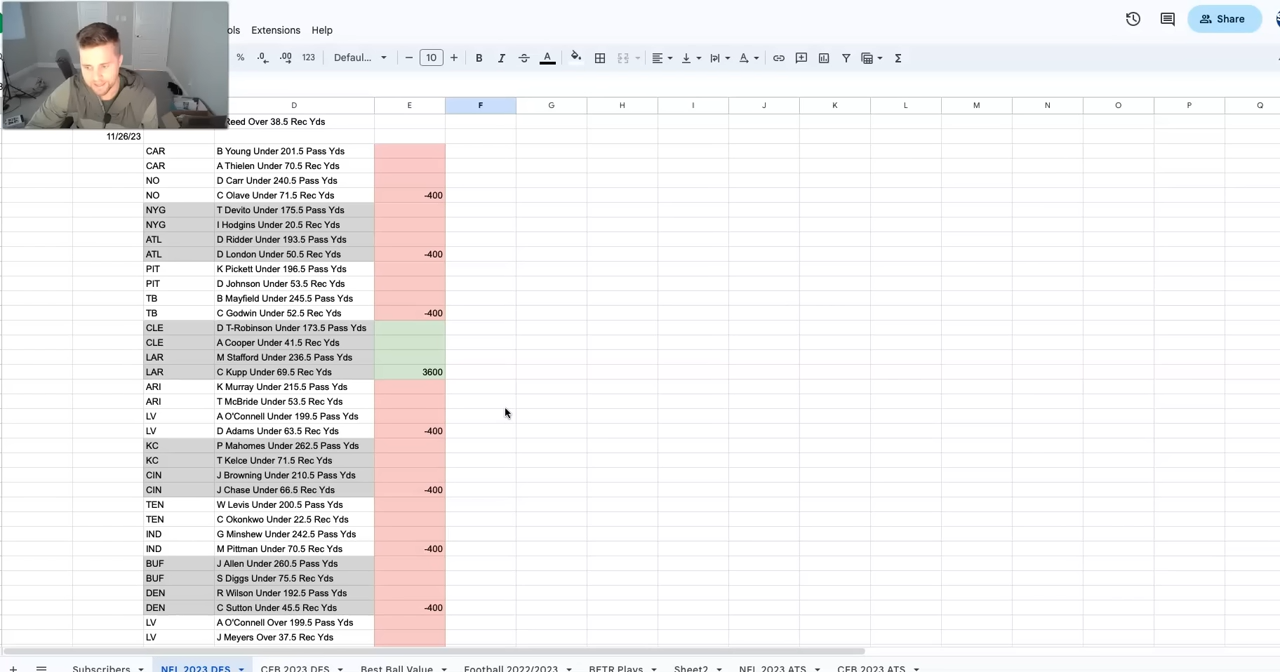 ols Extensions Help
Share
% .0 .00 123 Defaul... 10 B I A Σ
D E F G H I J K L M N O P Q
Reed Over 38.5 Rec Yds
11/26/23
CAR B Young Under 201.5 Pass Yds
CAR A Thielen Under 70.5 Rec Yds
NO D Carr Under 240.5 Pass Yds
NO C Olave Under 71.5 Rec Yds -400
NYG T Devito Under 175.5 Pass Yds
NYG I Hodgins Under 20.5 Rec Yds
ATL D Ridder Under 193.5 Pass Yds
ATL D London Under 50.5 Rec Yds -400
PIT K Pickett Under 196.5 Pass Yds
PIT D Johnson Under 53.5 Rec Yds
TB B Mayfield Under 245.5 Pass Yds
TB C Godwin Under 52.5 Rec Yds -400
CLE D T-Robinson Under 173.5 Pass Yds
CLE A Cooper Under 41.5 Rec Yds
LAR M Stafford Under 236.5 Pass Yds
LAR C Kupp Under 69.5 Rec Yds 3600
ARI K Murray Under 215.5 Pass Yds
ARI T McBride Under 53.5 Rec Yds
LV A O'Connell Under 199.5 Pass Yds
LV D Adams Under 63.5 Rec Yds -400
KC P Mahomes Under 262.5 Pass Yds
KC T Kelce Under 71.5 Rec Yds
CIN J Browning Under 210.5 Pass Yds
CIN J Chase Under 66.5 Rec Yds -400
TEN W Levis Under 200.5 Pass Yds
TEN C Okonkwo Under 22.5 Rec Yds
IND G Minshew Under 242.5 Pass Yds
IND M Pittman Under 70.5 Rec Yds -400
BUF J Allen Under 260.5 Pass Yds
BUF S Diggs Under 75.5 Rec Yds
DEN R Wilson Under 192.5 Pass Yds
DEN C Sutton Under 45.5 Rec Yds -400
LV A O'Connell Over 199.5 Pass Yds
LV J Meyers Over 37.5 Rec Yds
Subscribers NFL 2023 DFS CFB 2023 DFS Best Ball Value Football 2022/2023 BETR Plays Sheet2 NFL 2023 ATS CFB 2023 ATS